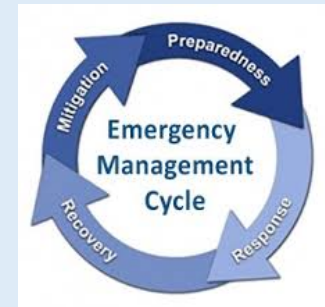 Preparedness
Mitigation
Emergency
Management
Cycle
Recovery
Response